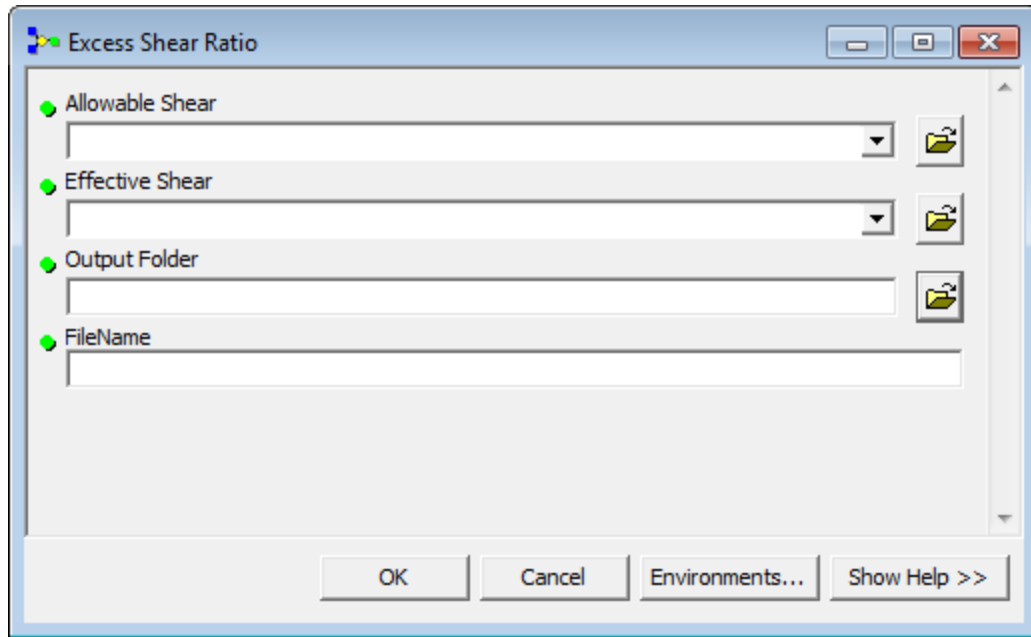 Excess Shear Ratio
Allowable Shear
Effective Shear
Output Folder
FileName
OK Cancel Environments... Show Help >>